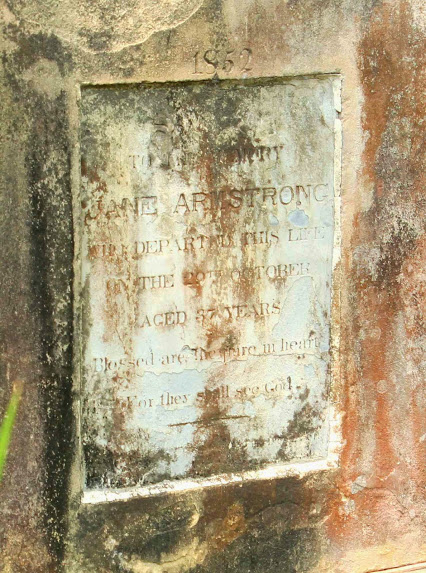 1852
TO THE MEMORY
JANE ARMSTRONG
WHO DEPARTED THIS LIFE
ON THE 29TH OCTOBER
AGED 37 YEARS
Blessed are the pure in heart
For they shall see God.